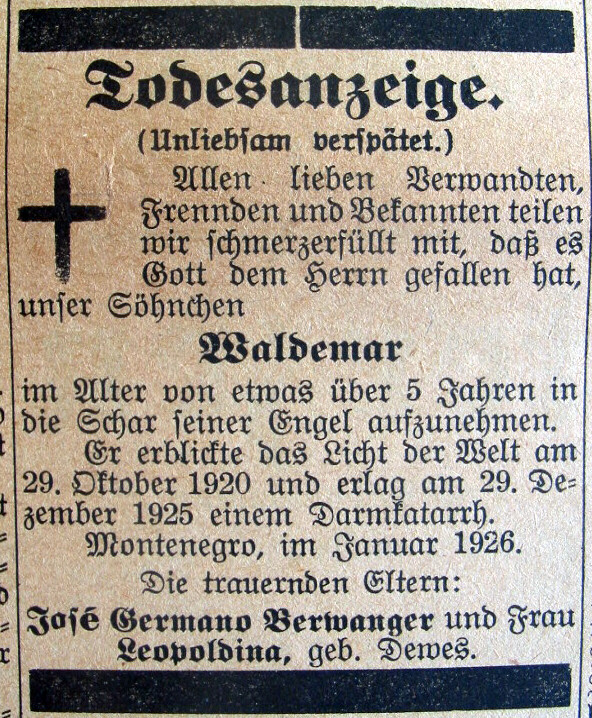 Todesanzeige.
(Unliebsam verspätet.)
Allen lieben Verwandten,
Frennden und Bekannten teilen
wir schmerzerfüllt mit, daß es
Gott dem Herrn gefallen hat,
unser Söhnchen
Waldemar
im Alter von etwas über 5 Jahren in
die Schar seiner Engel aufzunehmen.
Er erblickte das Licht der Welt am
29. Oktober 1920 und erlag am 29. De=
zember 1925 einem Darmkatarrh.
Montenegro, im Januar 1926.
Die trauernden Eltern:
José Germano Berwanger und Frau
Leopoldina, geb. Dewes.